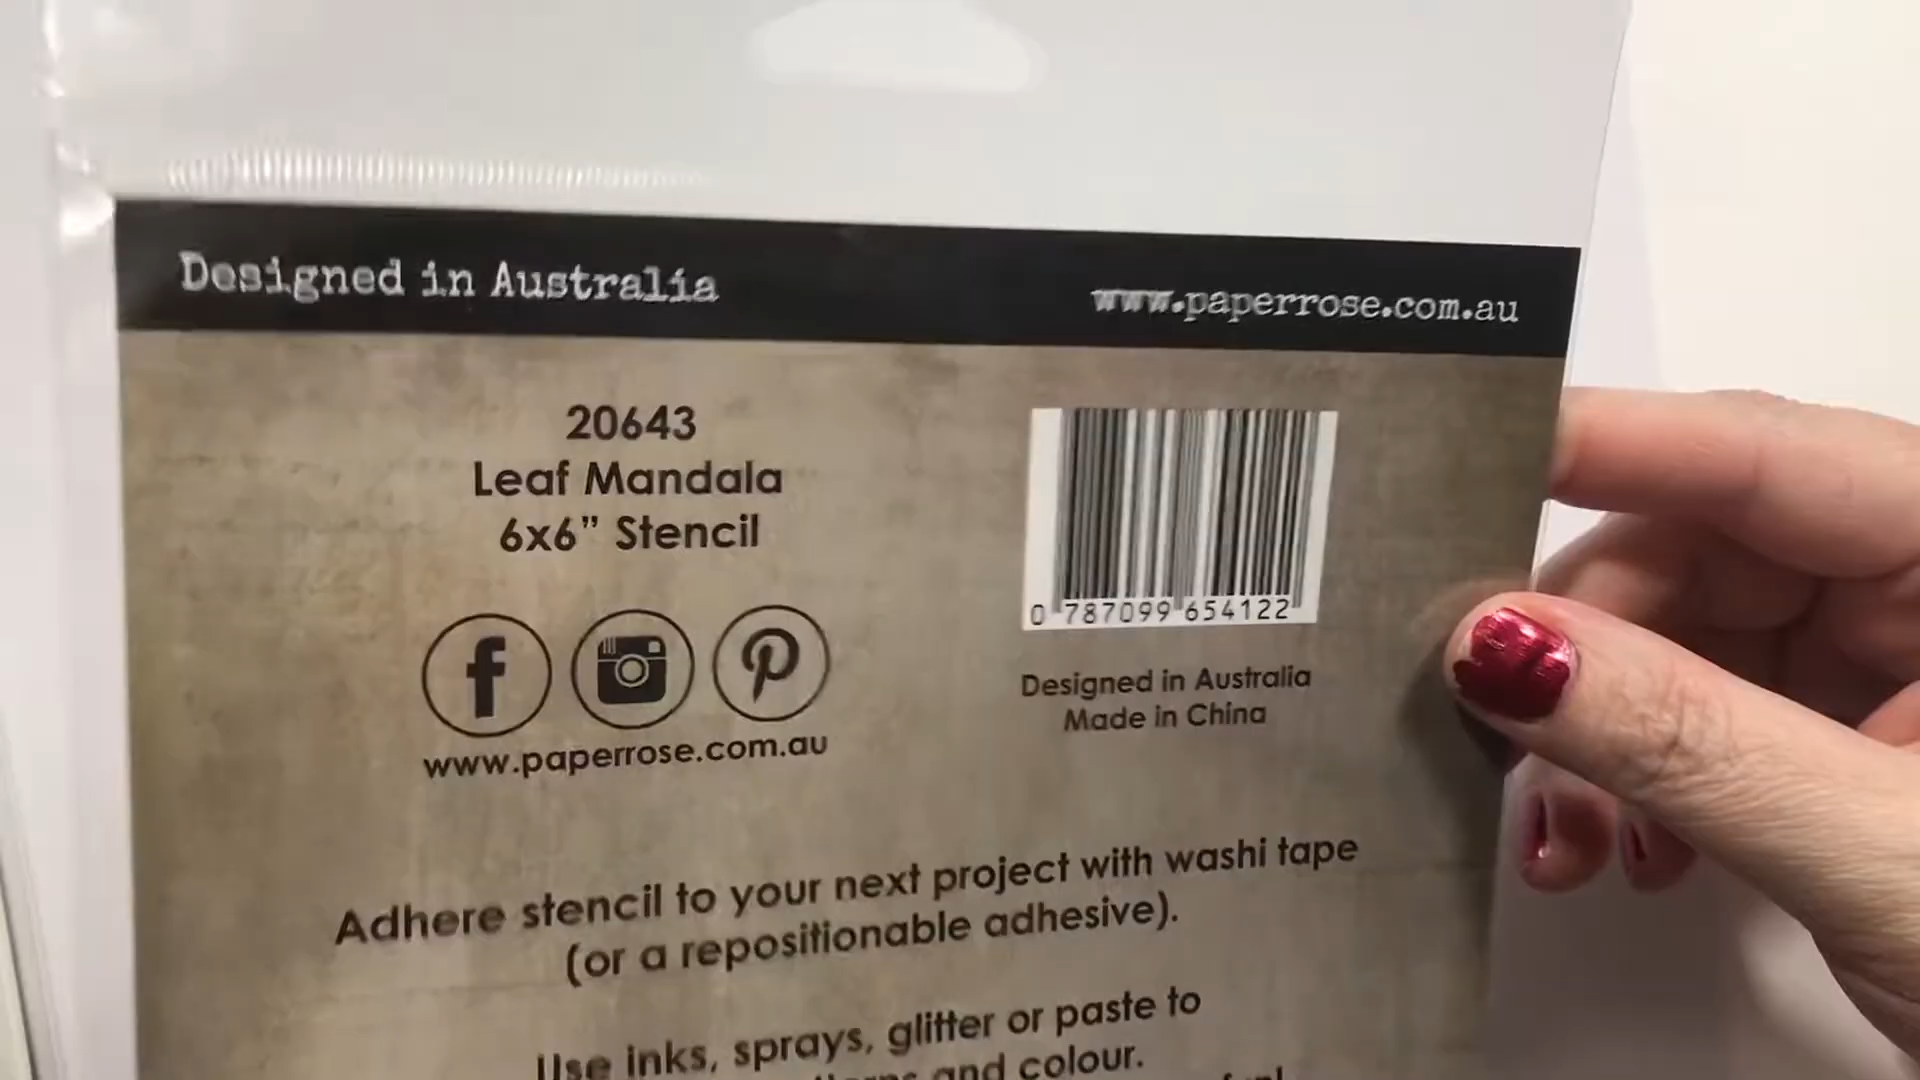 Designed in Australia
www.paperrose.com.au
20643
Leaf Mandala
6x6” Stencil
www.paperrose.com.au
0 787099 654122
Designed in Australia
Made in China
Adhere stencil to your next project with washi tape
(or a repositionable adhesive).
Use inks, sprays, glitter or paste to
and colour.